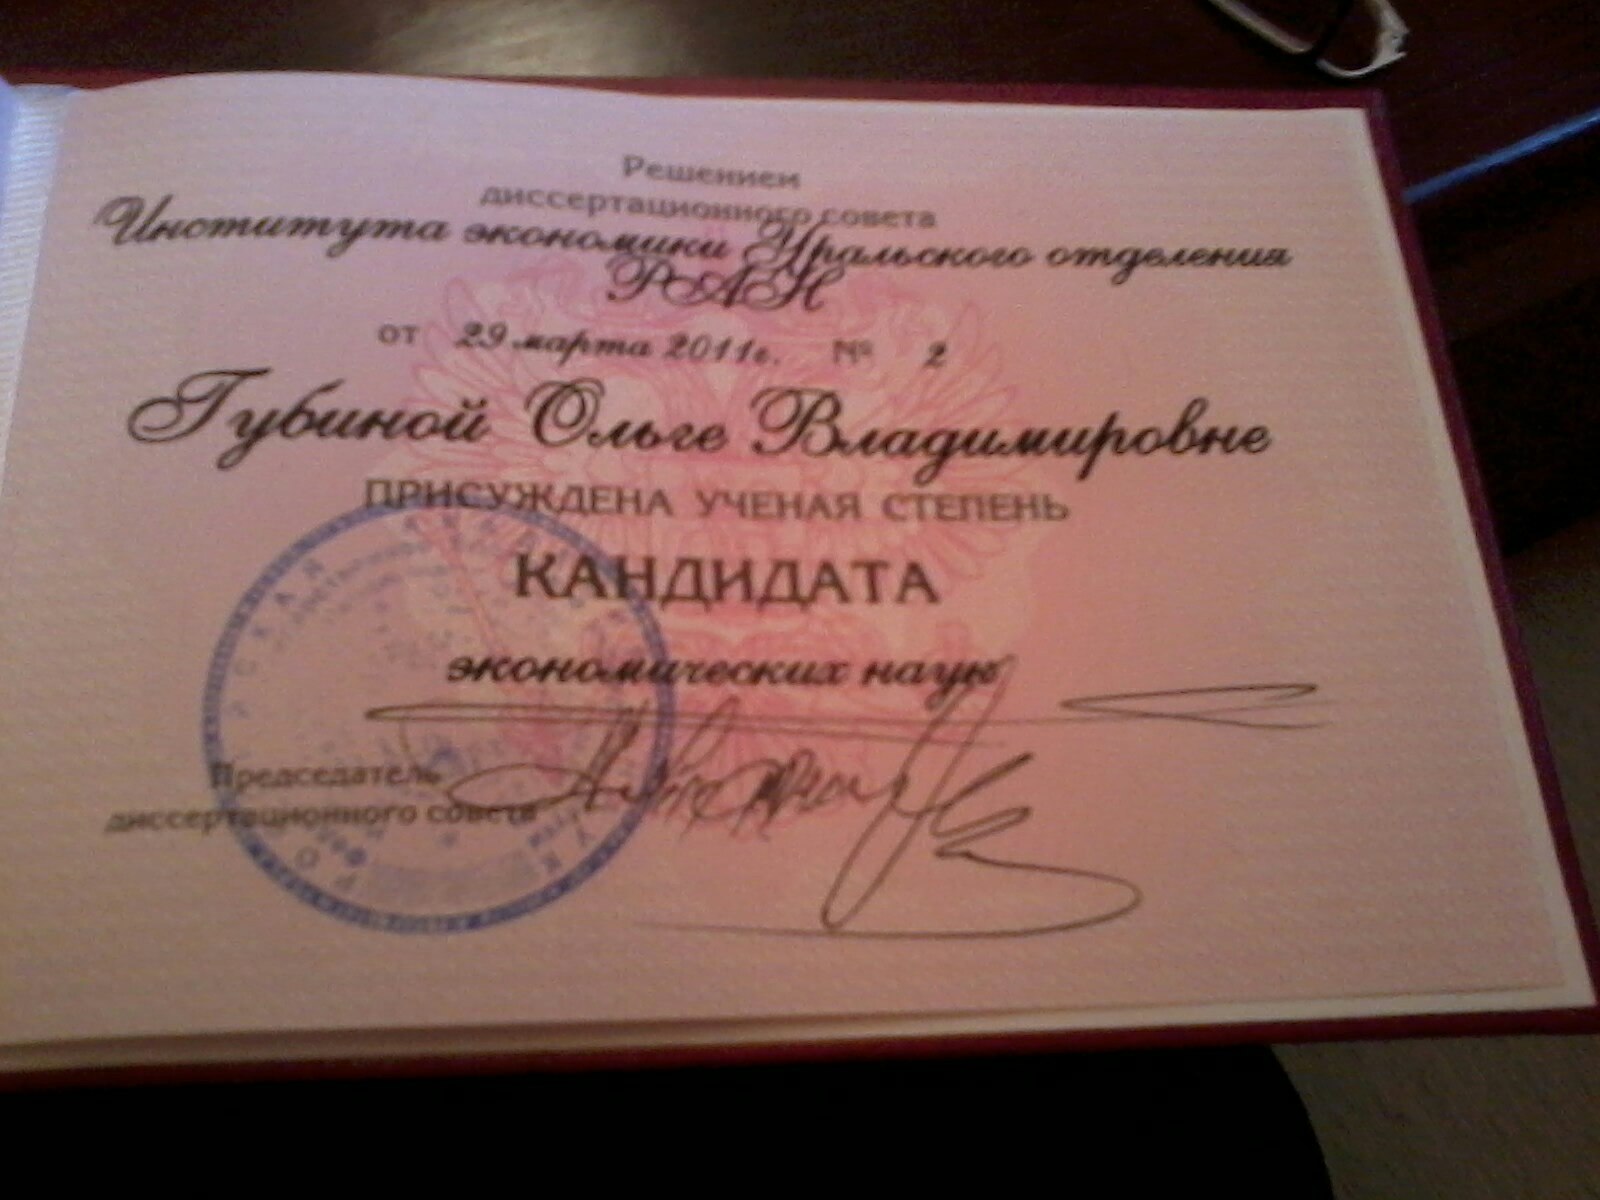 Решением
диссертационного совета
Института экономики Уральского отделения
РАН
от 29 марта 2011г. № 2
Губиной Ольге Владимировне
ПРИСУЖДЕНА УЧЕНАЯ СТЕПЕНЬ
КАНДИДАТА
экономических наук
Председатель
диссертационного совета